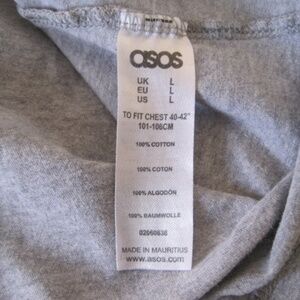 asos
UK L
EU L
US L
TO FIT CHEST 40-42"
101-106CM
100% COTTON
100% COTON
100% ALGODÓN
100% BAUMWOLLE
02060638
MADE IN MAURITIUS
www.asos.com